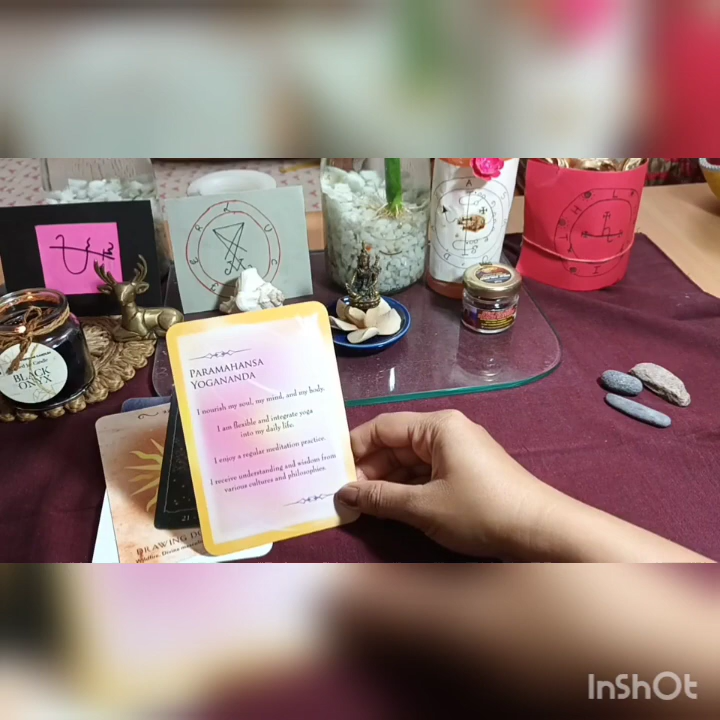 PARAMAHANSA
YOGANANDA
I nourish my soul, my mind, and my body.
I am flexible and integrate yoga
into my daily life.
I enjoy a regular meditation practice.
I receive understanding and wisdom from
various cultures and philosophies.
BLACK
ONYX
DRAWING
21
InShOt